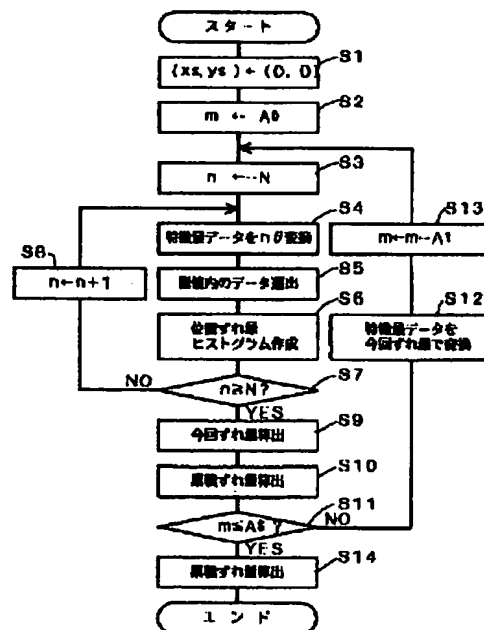 スタート
S1
(xs,ys)←(0,0)
S2
m ← A0
S3
n ←-N
S13
S4
特徴量データをnθ変換
m←m-A1
S8
S5
n←n+1
閾値内のデータ選出
S12
S6
位置ずれ量
ヒストグラム作成
特徴量データを
今回ずれ量で変換
NO
n≧N?
S7
YES
今回ずれ量算出
S9
累積ずれ量算出
S10
S11
m≤A$ ?
NO
YES
S14
累積ずれ量算出
エンド